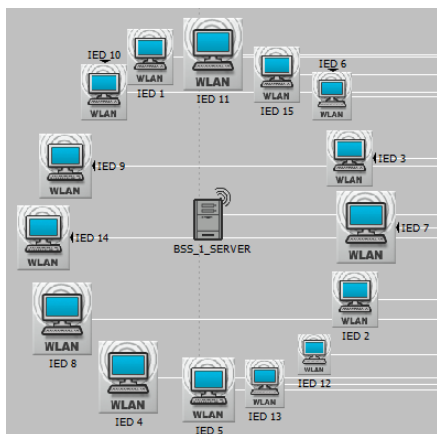 IED 10
WLAN
IED 1
WLAN
WLAN
IED 11
WLAN
IED 15
IED 6
WLAN
WLAN
IED 9
WLAN
IED 3
WLAN
IED 14
BSS_1_SERVER
WLAN
IED 7
WLAN
IED 8
WLAN
IED 2
WLAN
IED 4
WLAN
IED 5
WLAN
IED 13
WLAN
IED 12